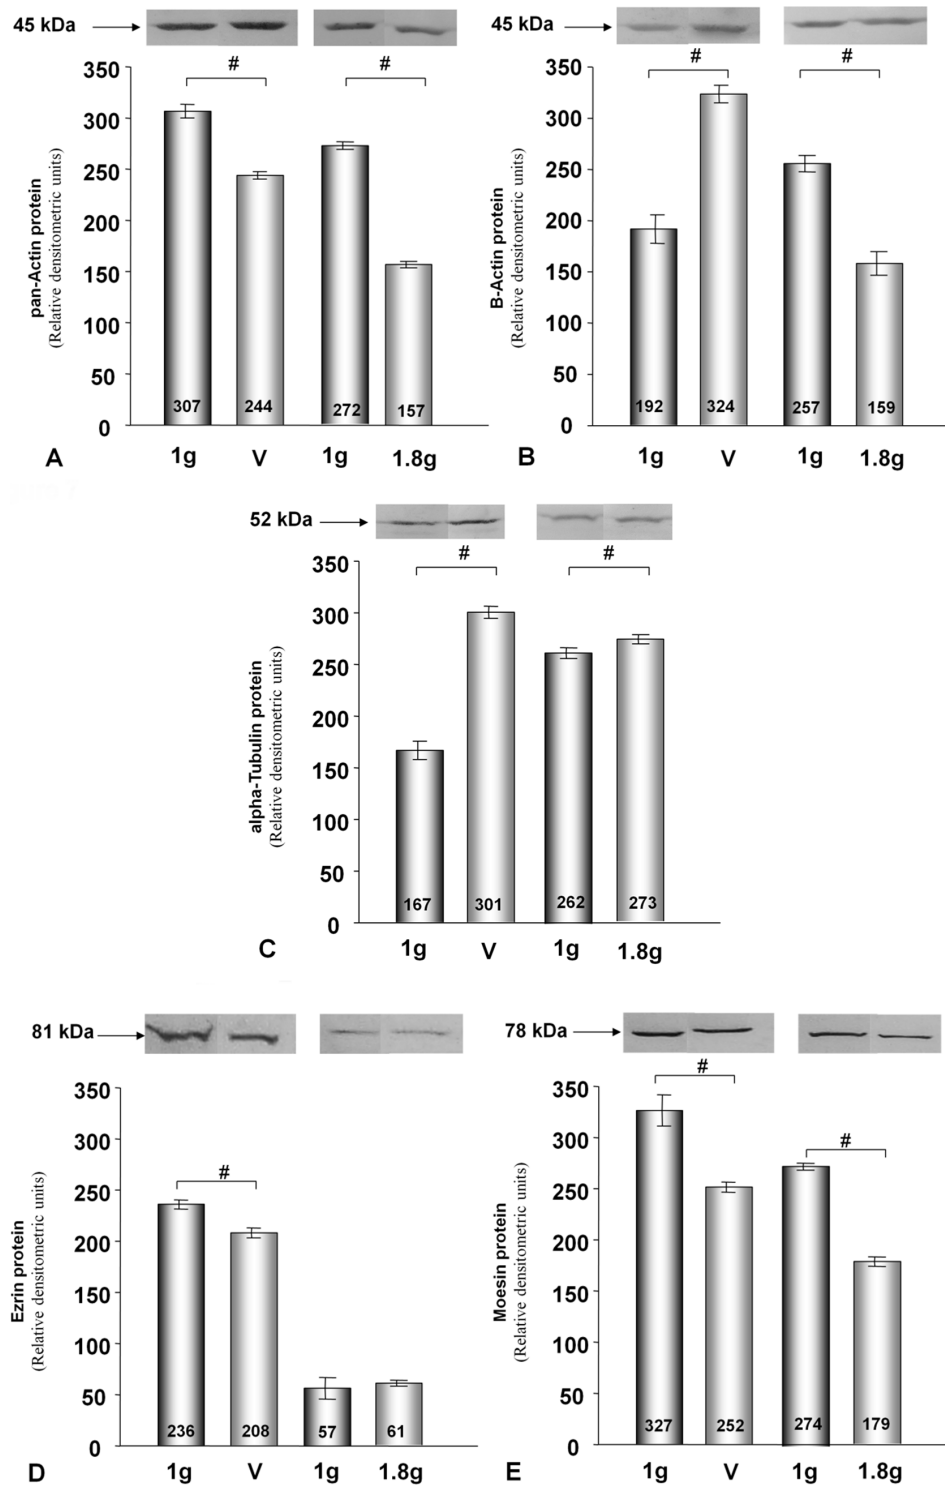 45 kDa
#
#
350
300
250
200
150
100
50
0
pan-Actin protein
(Relative densitometric units)
307
244
272
157
1g
V
1g
1.8g
A
45 kDa
#
#
350
300
250
200
150
100
50
0
B-Actin protein
(Relative densitometric units)
192
324
257
159
1g
V
1g
1.8g
B
52 kDa
#
#
350
300
250
200
150
100
50
0
alpha-Tubulin protein
(Relative densitometric units)
167
301
262
273
1g
V
1g
1.8g
C
81 kDa
#
350
300
250
200
150
100
50
0
Ezrin protein
(Relative densitometric units)
236
208
57
61
1g
V
1g
1.8g
D
78 kDa
#
#
350
300
250
200
150
100
50
0
Moesin protein
(Relative densitometric units)
327
252
274
179
1g
V
1g
1.8g
E